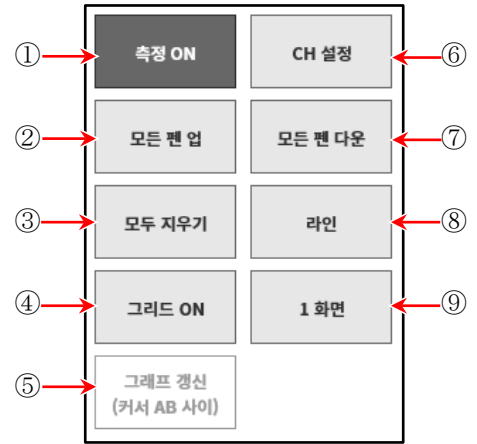 ① 측정 ON CH 설정 ⑥
② 모든 펜 업 모든 펜 다운 ⑦
③ 모두 지우기 라인 ⑧
④ 그리드 ON 1 화면 ⑨
⑤ 그래프 갱신
(커서 AB 사이)